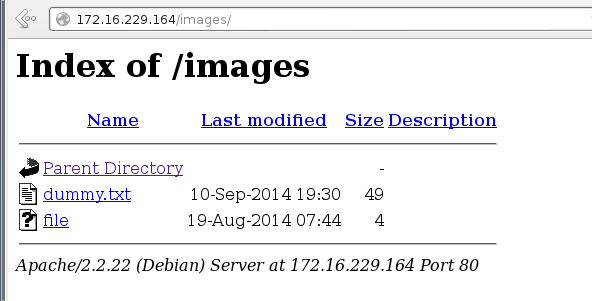 172.16.229.164/images/
Index of /images
Name Last modified Size Description
Parent Directory -
dummy.txt 10-Sep-2014 19:30 49
file 19-Aug-2014 07:44 4
Apache/2.2.22 (Debian) Server at 172.16.229.164 Port 80